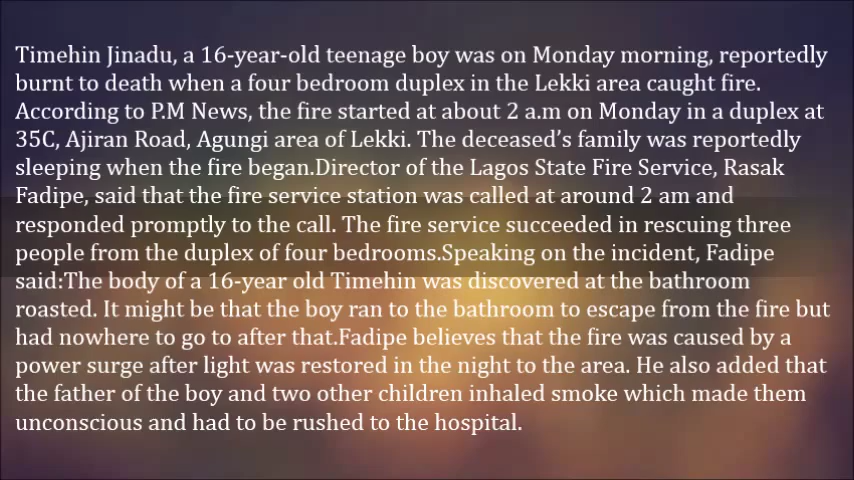 Timehin Jinadu, a 16-year-old teenage boy was on Monday morning, reportedly
burnt to death when a four bedroom duplex in the Lekki area caught fire.
According to P.M News, the fire started at about 2 a.m on Monday in a duplex at
35C, Ajiran Road, Agungi area of Lekki. The deceased’s family was reportedly
sleeping when the fire began.Director of the Lagos State Fire Service, Rasak
Fadipe, said that the fire service station was called at around 2 am and
responded promptly to the call. The fire service succeeded in rescuing three
people from the duplex of four bedrooms.Speaking on the incident, Fadipe
said:The body of a 16-year old Timehin was discovered at the bathroom
roasted. It might be that the boy ran to the bathroom to escape from the fire but
had nowhere to go to after that.Fadipe believes that the fire was caused by a
power surge after light was restored in the night to the area. He also added that
the father of the boy and two other children inhaled smoke which made them
unconscious and had to be rushed to the hospital.